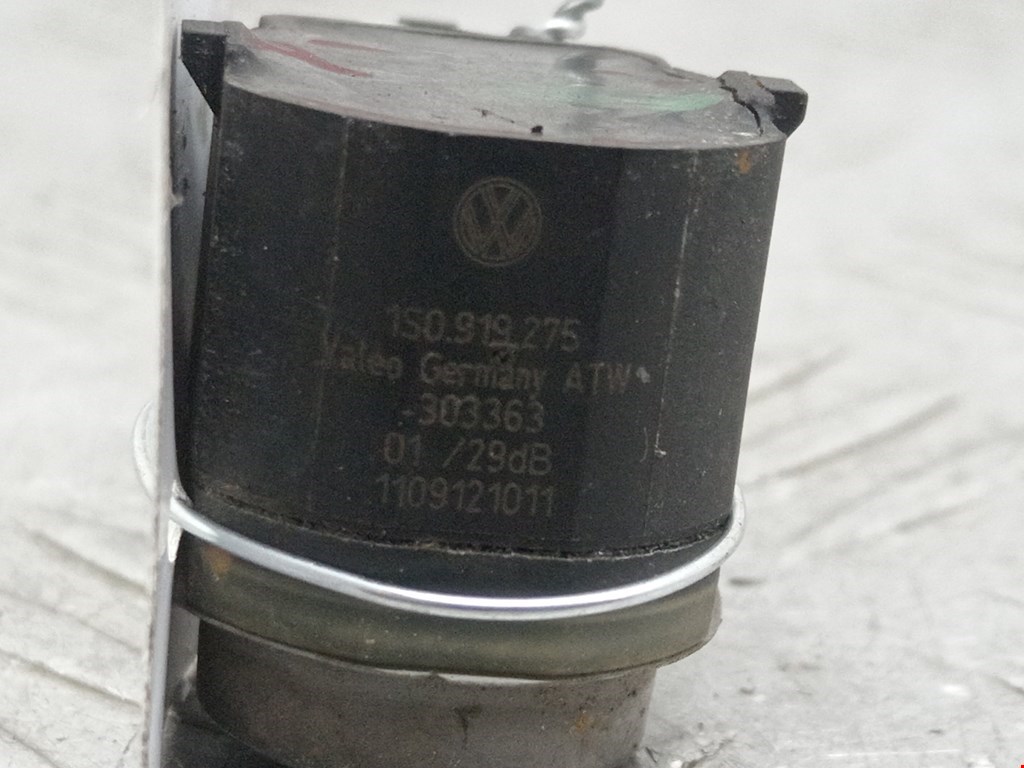 1S0.919.275
Valeo Germany ATW
-303363
01 /29dB
1109121011